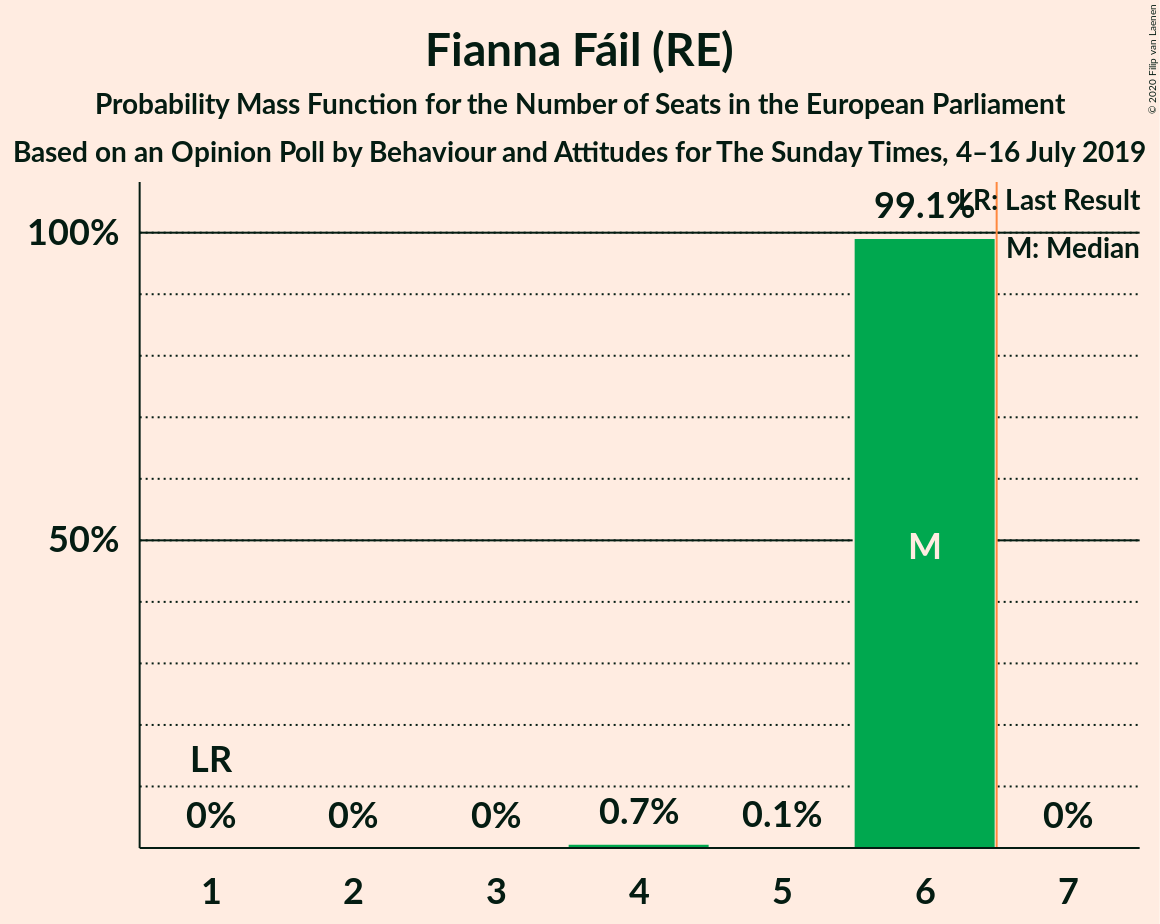 Fianna Fáil (RE)
Probability Mass Function for the Number of Seats in the European Parliament
Based on an Opinion Poll by Behaviour and Attitudes for The Sunday Times, 4–16 July 2019
© 2020 Filip van Laenen
99.1%
LR: Last Result
M: Median
100%
50%
M
LR
0%
0%
0%
0.7%
0.1%
0%
1 2 3 4 5 6 7